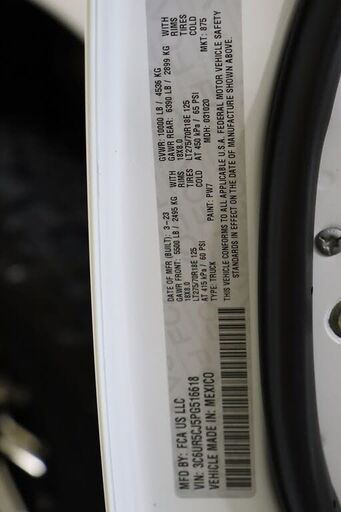 MFD BY: FCA US LLC
VIN: 3C6UR5CJ5PG516618
VEHICLE MADE IN: MEXICO
DATE OF MFR (BUILT): 3-23 GVWR: 10000 LB / 4536 KG
GAWR FRONT: 5500 LB / 2495 KG WITH GAWR REAR: 6390 LB / 2899 KG WITH
18X8.0 RIMS 18X8.0 RIMS
LT275/70R18E 125 TIRES LT275/70R18E 125 TIRES
AT 415 kPa / 60 PSI COLD AT 450 kPa / 65 PSI COLD
TYPE: TRUCK PAINT: PW7 MDH: 031020 MKT: 875
THIS VEHICLE CONFORMS TO ALL APPLICABLE U.S.A. FEDERAL MOTOR VEHICLE SAFETY
STANDARDS IN EFFECT ON THE DATE OF MANUFACTURE SHOWN ABOVE.